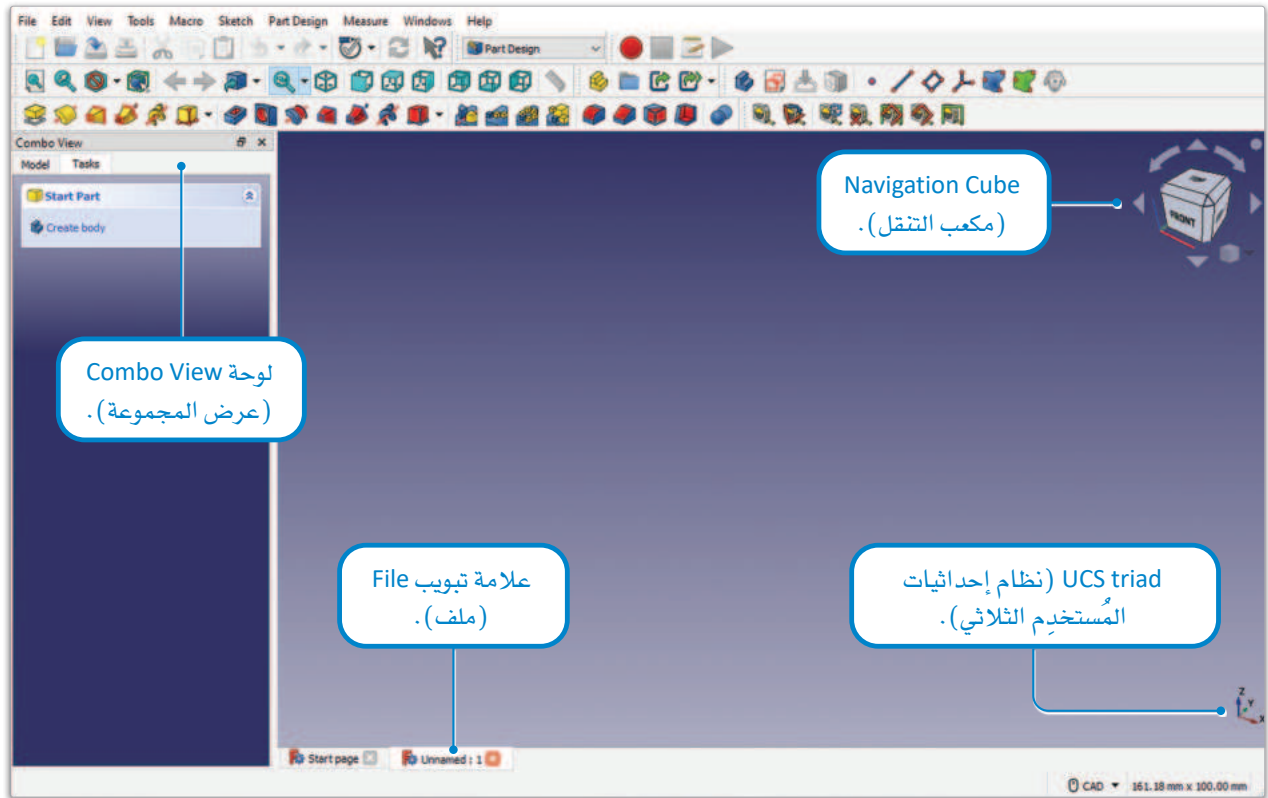 File Edit View Tools Macro Sketch Part Design Measure Windows Help
Part Design
Combo View
Model Tasks
Start Part
Create body
Navigation Cube
(مكعب التنقل).
FRONT
لوحة Combo View
(عرض المجموعة).
علامة تبويب File
(ملف).
UCS triad (نظام إحداثيات
المُستخدِم الثلاثي).
Z
Y
X
Start page Unnamed : 1
CAD 161.18 mm x 100.00 mm